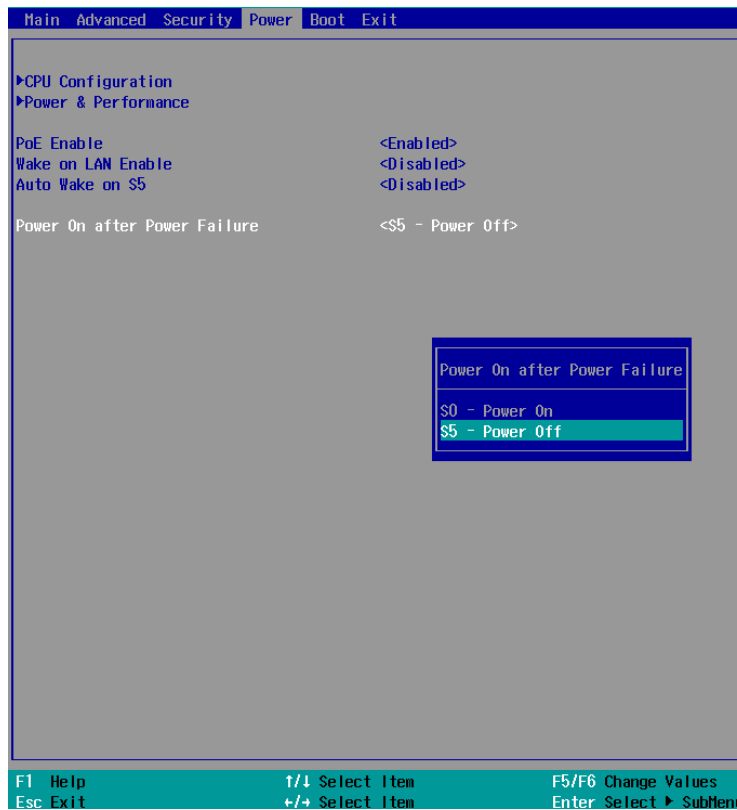 Main Advanced Security Power Boot Exit
▶CPU Configuration
▶Power & Performance
PoE Enable <Enabled>
Wake on LAN Enable <Disabled>
Auto Wake on S5 <Disabled>
Power On after Power Failure <S5 - Power Off>
Power On after Power Failure
S0 - Power On
S5 - Power Off
F1 Help ↑/↓ Select Item F5/F6 Change Values
Esc Exit ←/→ Select Item Enter Select ▶ SubMenu